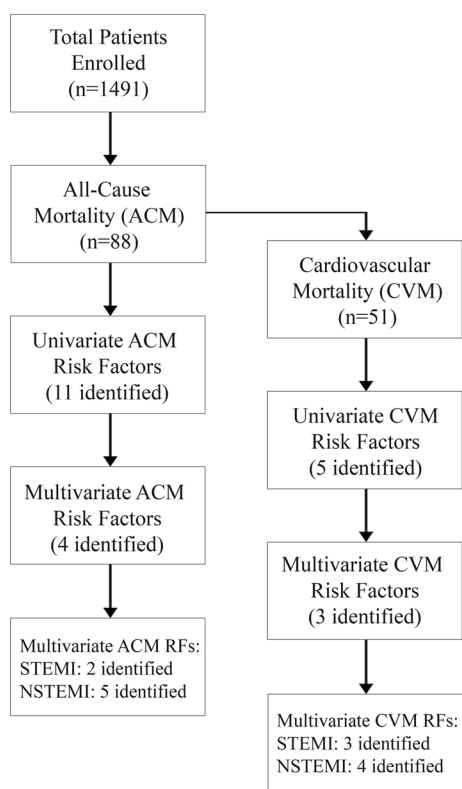 Total Patients
Enrolled
(n=1491)
All-Cause
Mortality (ACM)
(n=88)
Cardiovascular
Mortality (CVM)
(n=51)
Univariate ACM
Risk Factors
(11 identified)
Univariate CVM
Risk Factors
(5 identified)
Multivariate ACM
Risk Factors
(4 identified)
Multivariate CVM
Risk Factors
(3 identified)
Multivariate ACM RFs:
STEMI: 2 identified
NSTEMI: 5 identified
Multivariate CVM RFs:
STEMI: 3 identified
NSTEMI: 4 identified